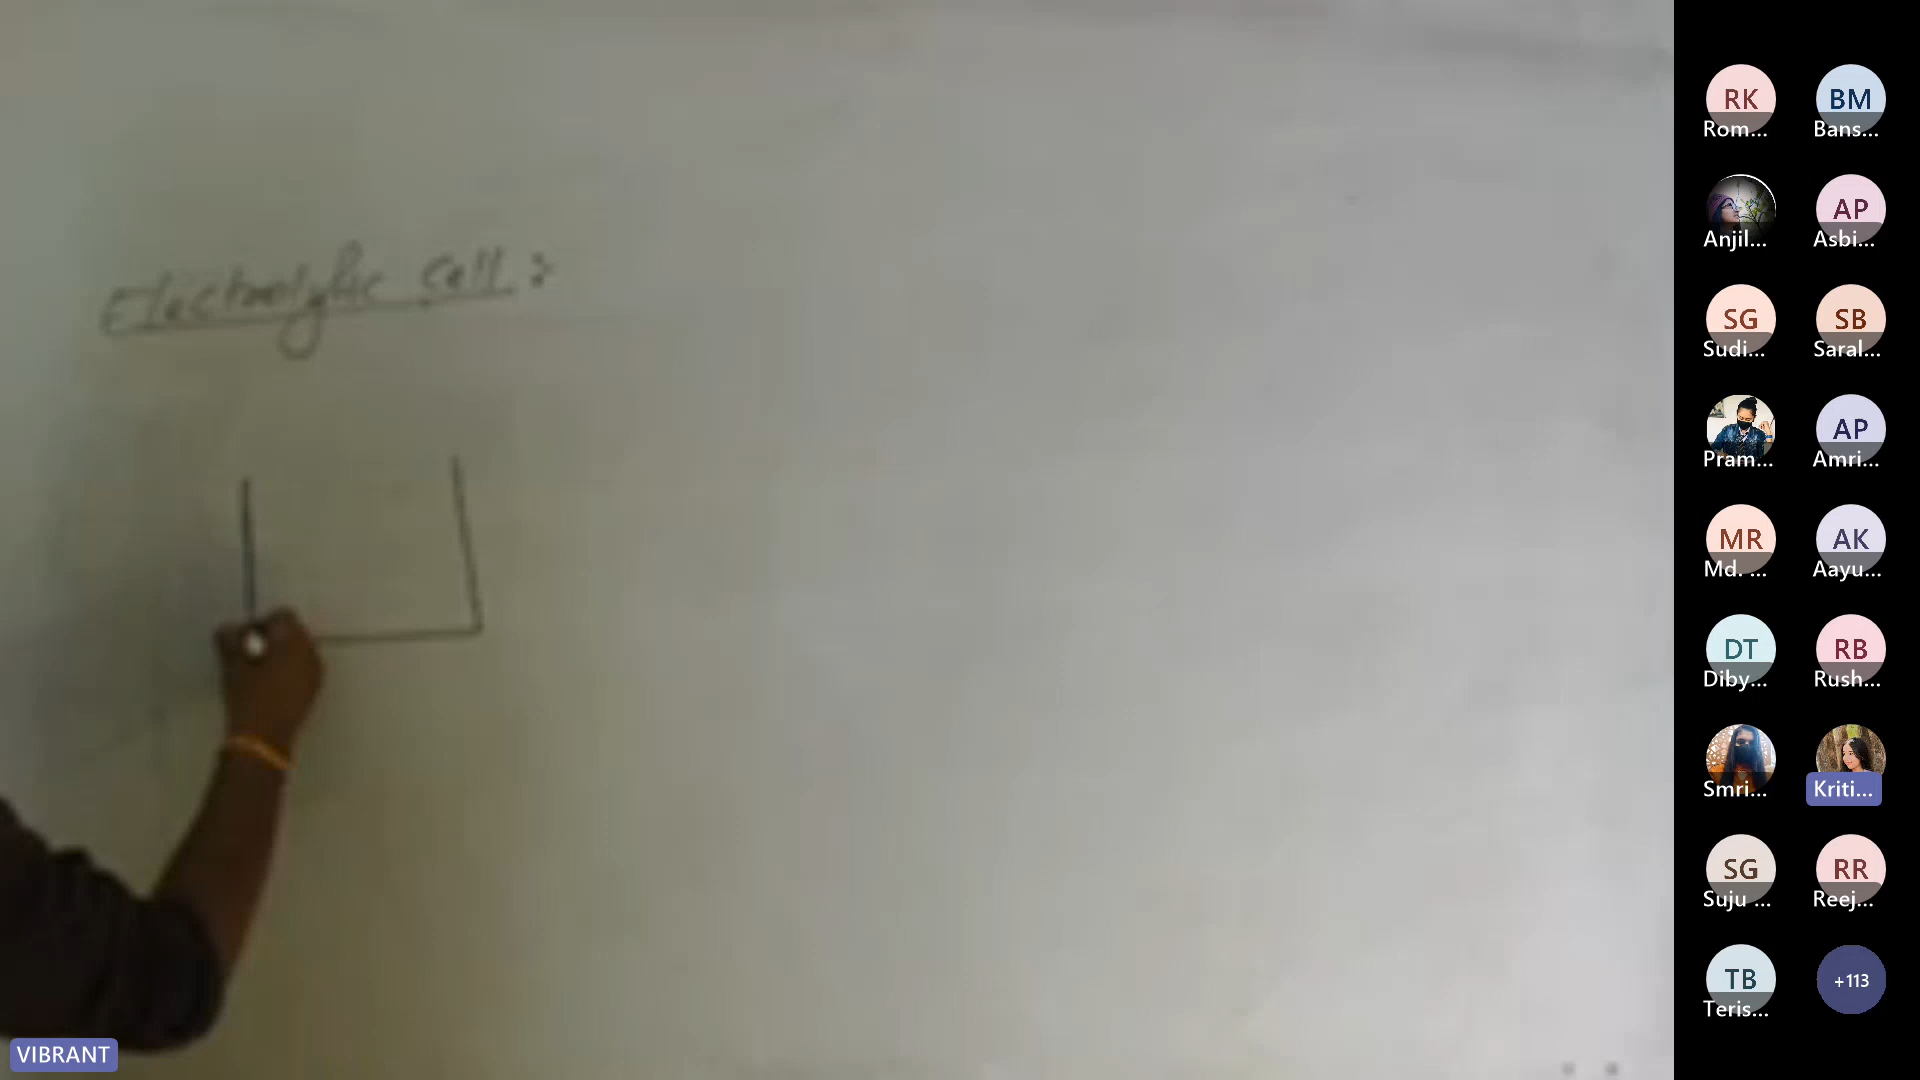 Electrolytic cell :
RK
Rom...
BM
Bans...
Anjil...
AP
Asbi...
SG
Sudi...
SB
Saral...
Pram...
AP
Amri...
MR
Md. ...
AK
Aayu...
DT
Diby...
RB
Rush...
Smri...
Kriti...
SG
Suju ...
RR
Reej...
TB
Teris...
+113
VIBRANT